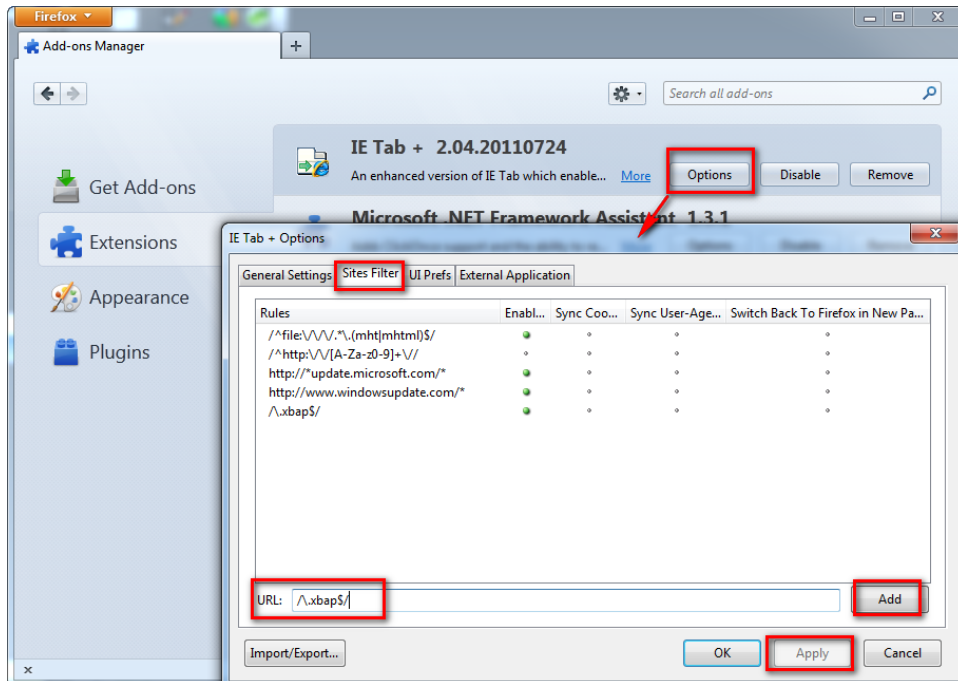 Firefox
Add-ons Manager
Search all add-ons
IE Tab + 2.04.20110724
An enhanced version of IE Tab which enable... More Options Disable Remove
Get Add-ons
Microsoft .NET Framework Assistant 1.3.1
Extensions
IE Tab + Options
General Settings Sites Filter UI Prefs External Application
Appearance
Rules Enabl... Sync Coo... Sync User-Age... Switch Back To Firefox in New Pa...
/^file:\/\/\/.*\.(mht|mhtml)$/
/^http:\/\/[A-Za-z0-9]+\//
http://*update.microsoft.com/*
Plugins
http://www.windowsupdate.com/*
/\.xbap$/
URL: /\.xbap$/ Add
Import/Export... OK Apply Cancel
x